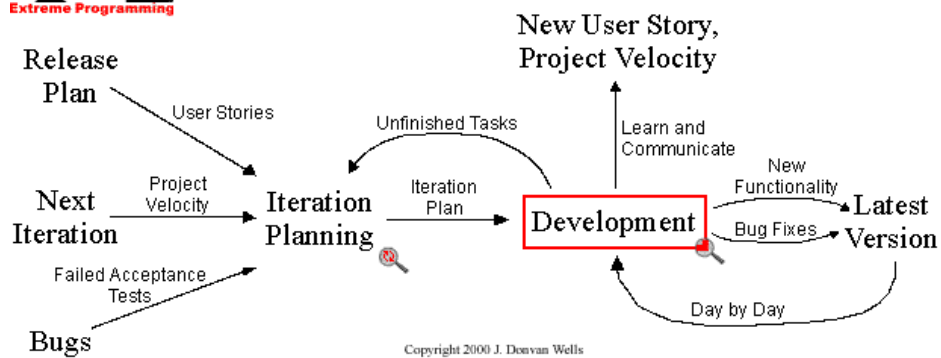 Extreme Programming
New User Story,
Project Velocity
Release
Plan
User Stories
Unfinished Tasks
Learn and
Communicate
New
Functionality
Next
Iteration
Project
Velocity
Iteration
Planning
Iteration
Plan
Development
Bug Fixes
Latest
Version
Failed Acceptance
Tests
Bugs
Day by Day
Copyright 2000 J. Donvan Wells